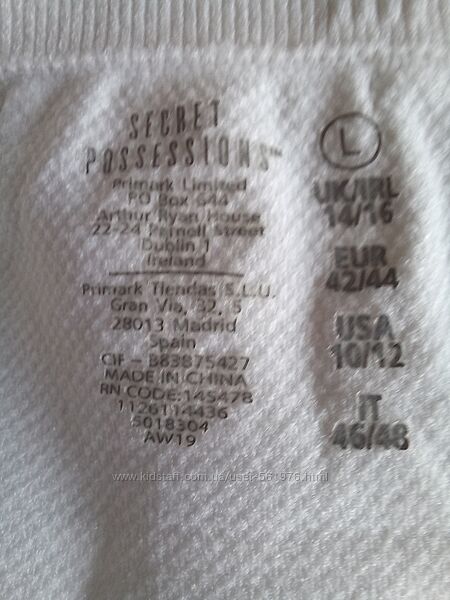 SECRET
POSSESSIONS™
Primark Limited
PO Box 644
Arthur Ryan House
22-24 Parnell Street
Dublin 1
Ireland
Primark Tiendas S.L.U.
Gran Via, 32, 5
28013 Madrid
Spain
CIF - B83875427
MADE IN CHINA
RN CODE:145478
1126114436
5018304
AW19
L
UK/IRL
14/16
EUR
42/44
USA
10/12
IT
46/48
www.kidstaff.com.ua/user-561976.html